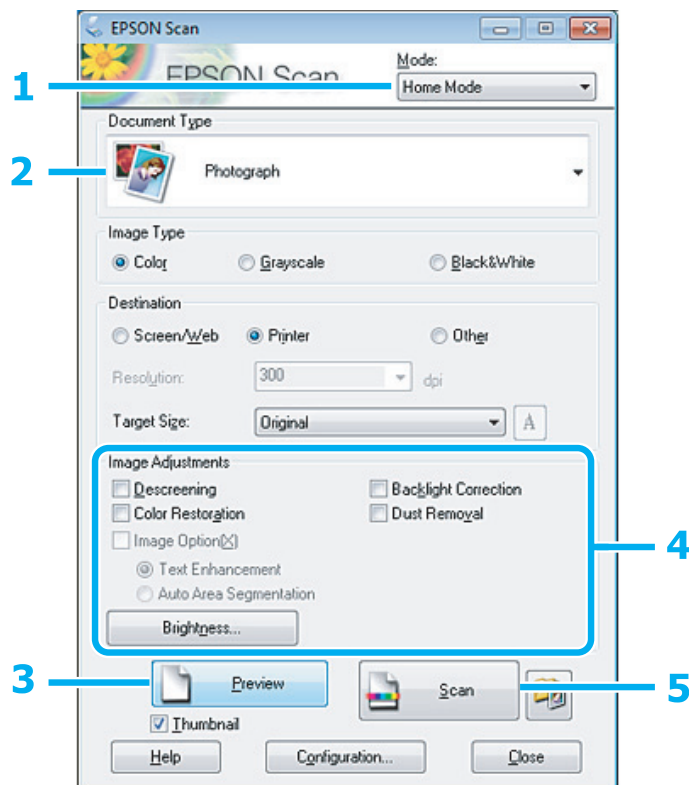 EPSON Scan
EPSON Scan
Mode:
1
Home Mode
Document Type
2
Photograph
Image Type
Color Grayscale Black&White
Destination
Screen/Web Printer Other
Resolution: 300 dpi
Target Size: Original A
Image Adjustments
Descreening Backlight Correction
Color Restoration Dust Removal
Image Option(X)
4
Text Enhancement
Auto Area Segmentation
Brightness...
3 Preview Scan 5
Thumbnail
Help Configuration... Close